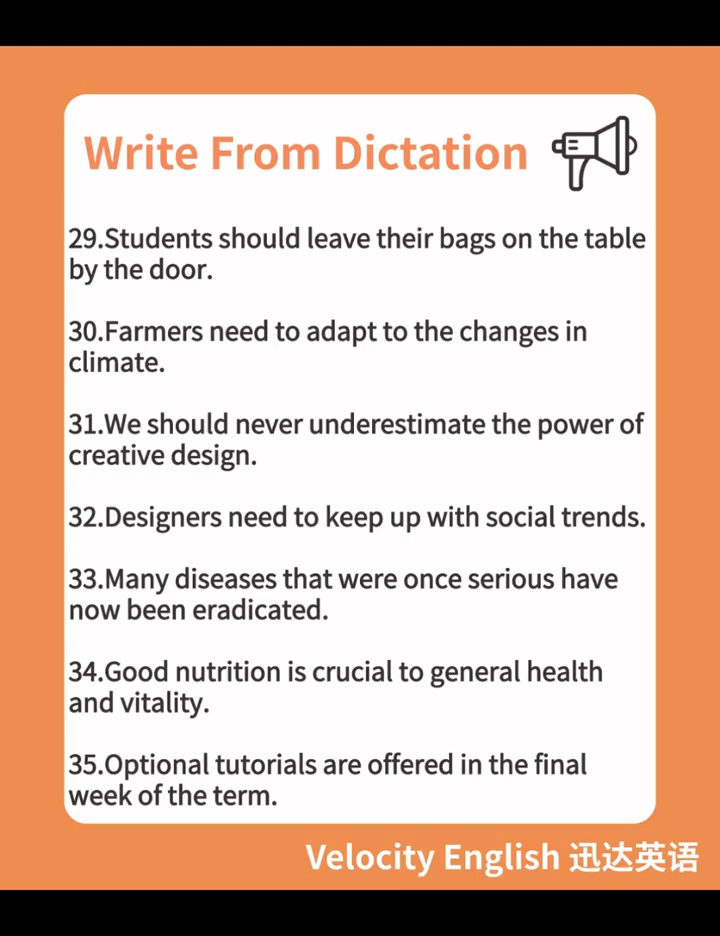 Write From Dictation
29.Students should leave their bags on the table
by the door.
30.Farmers need to adapt to the changes in
climate.
31.We should never underestimate the power of
creative design.
32.Designers need to keep up with social trends.
33.Many diseases that were once serious have
now been eradicated.
34.Good nutrition is crucial to general health
and vitality.
35.Optional tutorials are offered in the final
week of the term.
Velocity English 迅达英语